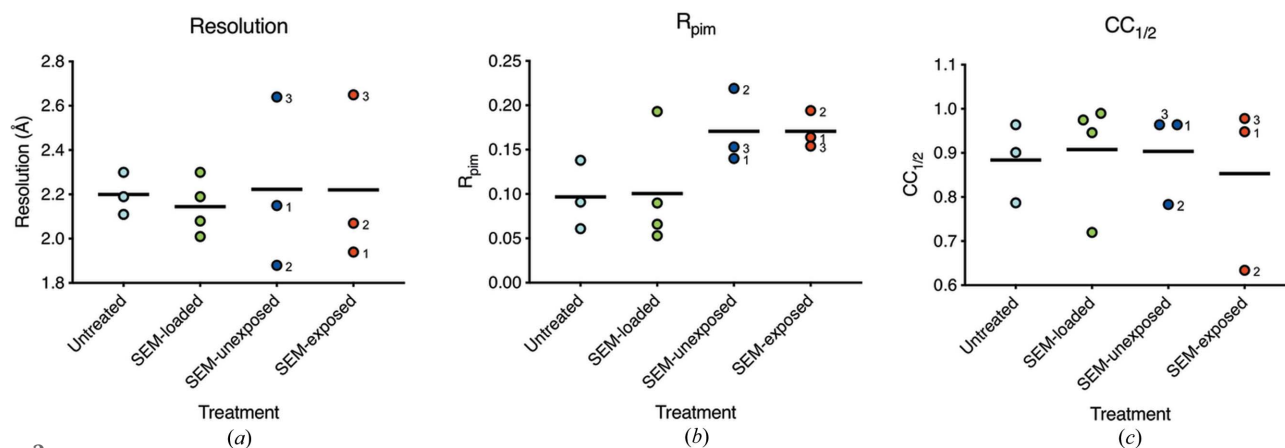 Resolution
Resolution (Å)
2.8
2.6
2.4
2.2
2.0
1.8
3
1
2
3
2
1
Untreated
SEM-loaded
SEM-unexposed
SEM-exposed
Treatment
(a)
Rpim
Rpim
0.25
0.20
0.15
0.10
0.05
0.00
2
3
1
2
1
3
Untreated
SEM-loaded
SEM-unexposed
SEM-exposed
Treatment
(b)
CC1/2
CC1/2
1.1
1.0
0.9
0.8
0.7
0.6
3
1
2
3
1
2
Untreated
SEM-loaded
SEM-unexposed
SEM-exposed
Treatment
(c)